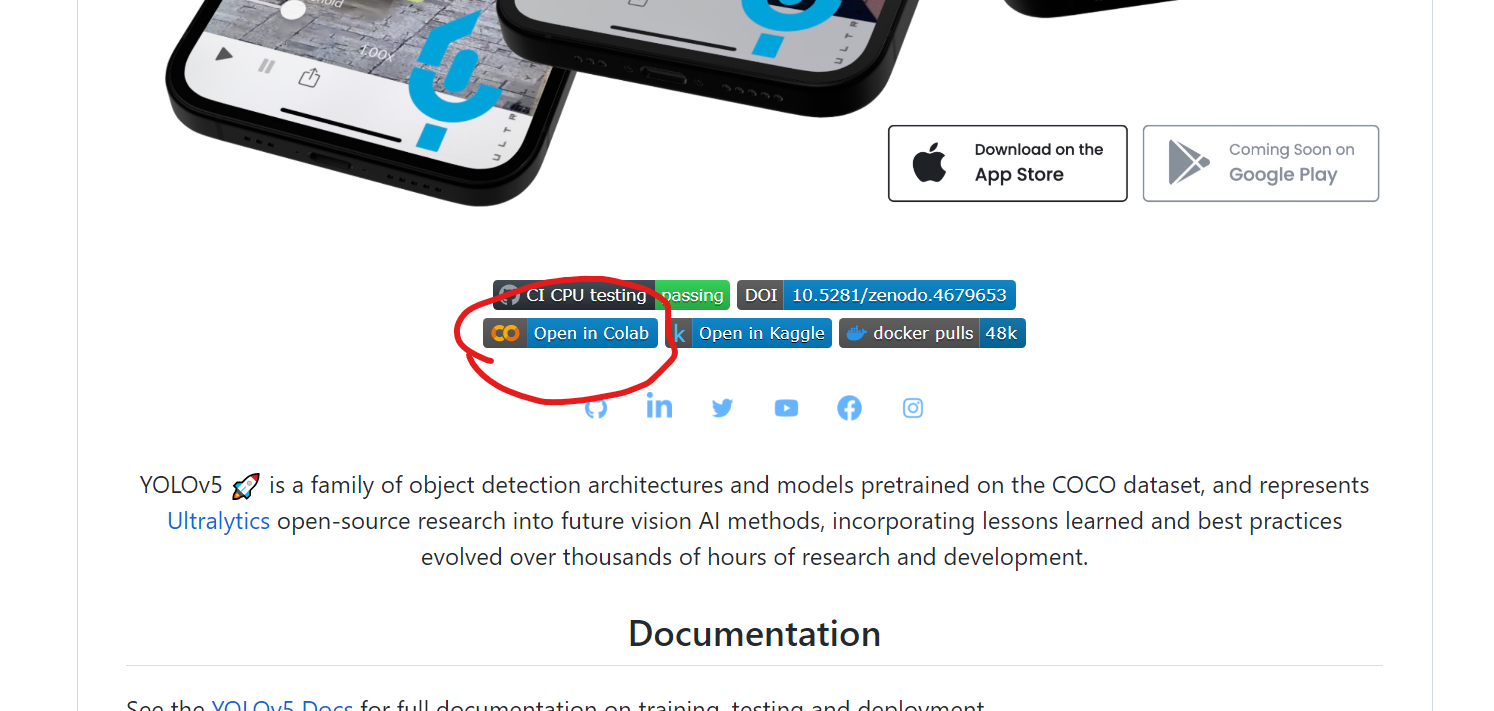 1.00x
ULTR
ULTR
Download on the
App Store
Coming Soon on
Google Play
CI CPU testing passing DOI 10.5281/zenodo.4679653
Open in Colab k Open in Kaggle docker pulls 48k
in
YOLOv5 🚀 is a family of object detection architectures and models pretrained on the COCO dataset, and represents
Ultralytics open-source research into future vision AI methods, incorporating lessons learned and best practices
evolved over thousands of hours of research and development.
Documentation
See the YOLOv5 Docs for full documentation on training, testing and deployment.